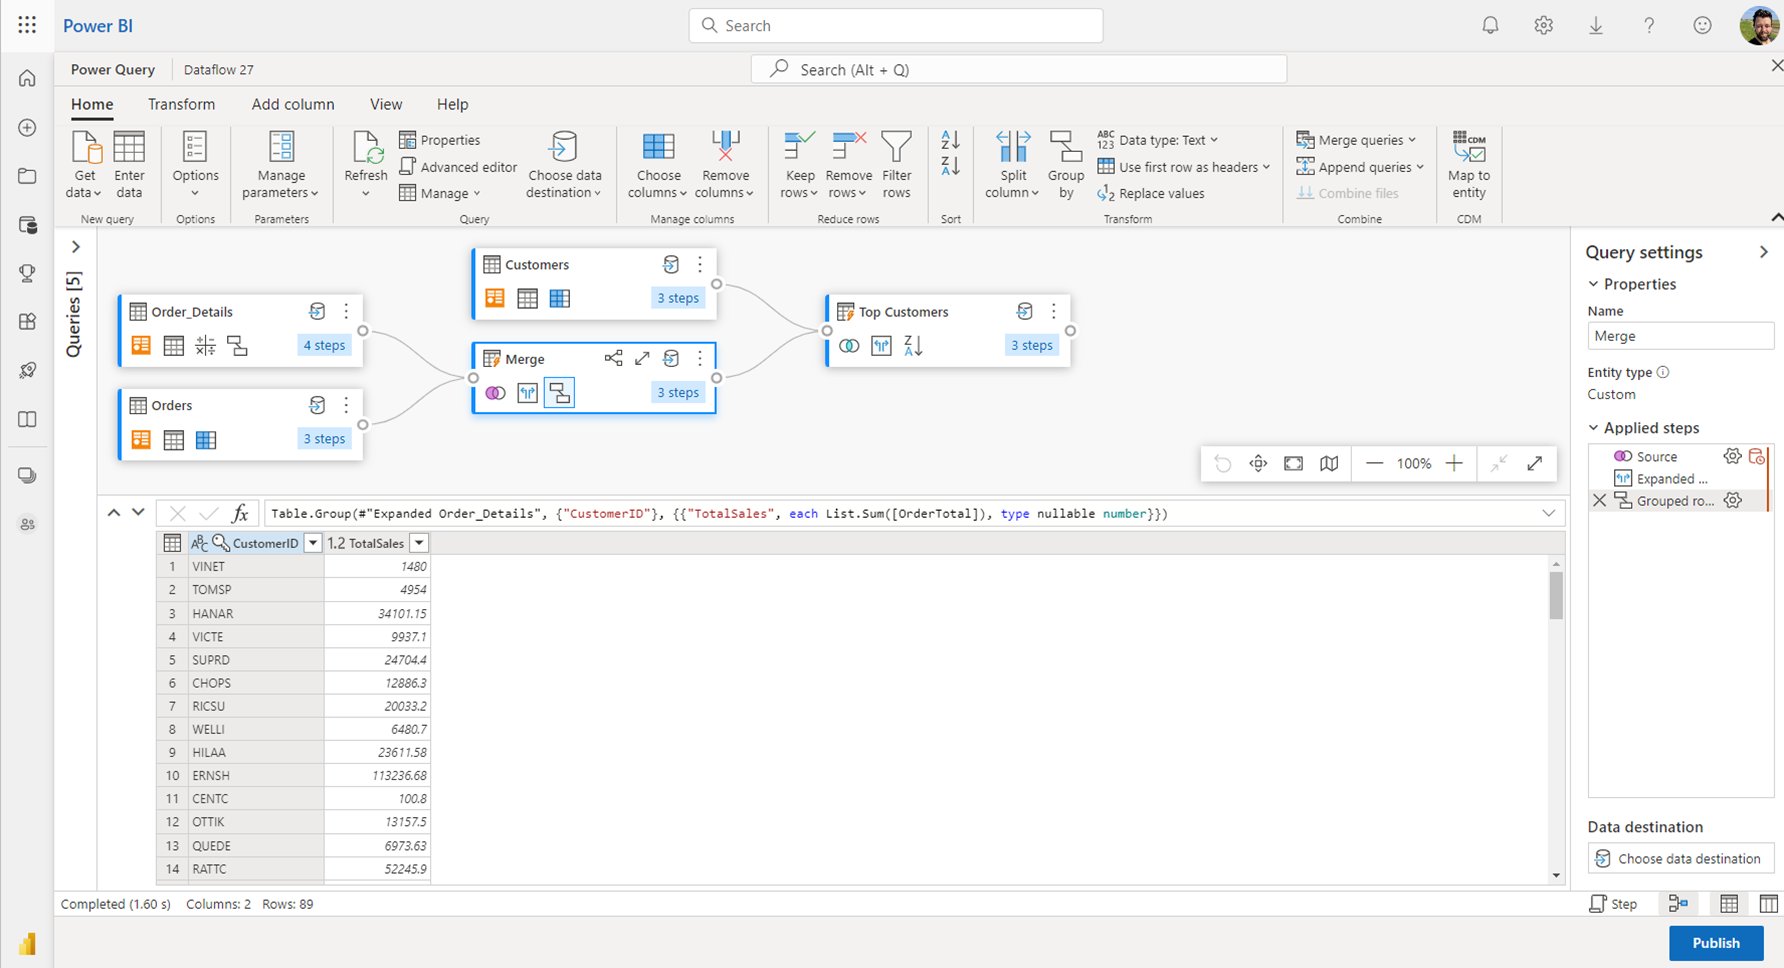 Power BI
Search
Power Query
Dataflow 27
Search (Alt + Q)
Home
Transform
Add column
View
Help
Get data
Enter data
New query
Options
Options
Manage parameters
Parameters
Refresh
Properties
Advanced editor
Manage
Choose data destination
Query
Choose columns
Remove columns
Manage columns
Keep rows
Remove rows
Filter rows
Reduce rows
Sort
Split column
Group by
Data type: Text
Use first row as headers
Replace values
Transform
Merge queries
Append queries
Combine files
Combine
CDM
Map to entity
CDM
Queries [5]
Order_Details
4 steps
Orders
3 steps
Customers
3 steps
Merge
3 steps
Top Customers
3 steps
100%
Table.Group(#"Expanded Order_Details", {"CustomerID"}, {{"TotalSales", each List.Sum([OrderTotal]), type nullable number}})
CustomerID 1.2 TotalSales
1 VINET 1480
2 TOMSP 4954
3 HANAR 34101.15
4 VICTE 9937.1
5 SUPRD 24704.4
6 CHOPS 12886.3
7 RICSU 20033.2
8 WELLI 6480.7
9 HILAA 23611.58
10 ERNSH 113236.68
11 CENTC 100.8
12 OTTIK 13157.5
13 QUEDE 6973.63
14 RATTC 52245.9
Query settings
Properties
Name
Merge
Entity type
Custom
Applied steps
Source
Expanded ...
Grouped ro...
Data destination
Choose data destination
Completed (1.60 s) Columns: 2 Rows: 89
Step
Publish